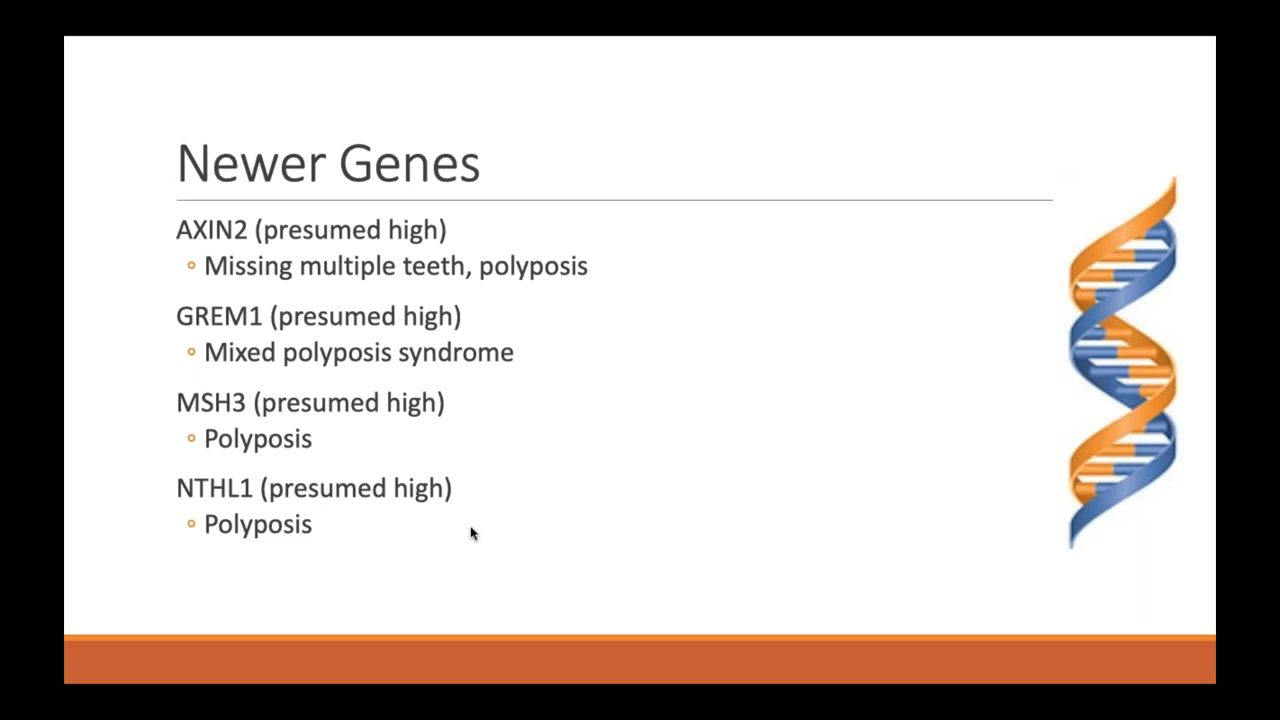 Newer Genes
AXIN2 (presumed high)
Missing multiple teeth, polyposis
GREM1 (presumed high)
Mixed polyposis syndrome
MSH3 (presumed high)
Polyposis
NTHL1 (presumed high)
Polyposis